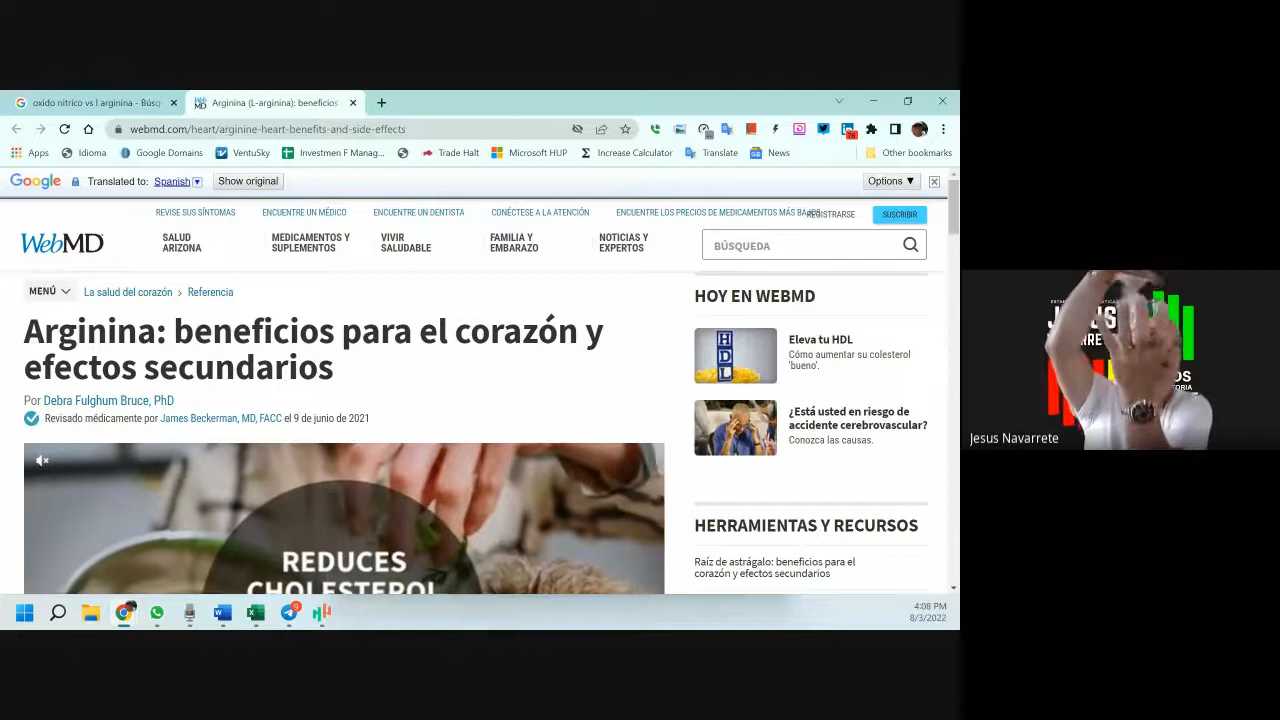 oxido nitrico vs l arginina - Búsq
Arginina (L-arginina): beneficios
webmd.com/heart/arginine-heart-benefits-and-side-effects
Apps
Idioma
Google Domains
VentuSky
Investmen F Manag...
Trade Halt
Microsoft HUP
Increase Calculator
Translate
News
Other bookmarks
Google
Translated to: Spanish
Show original
Options ▼
REVISE SUS SÍNTOMAS
ENCUENTRE UN MÉDICO
ENCUENTRE UN DENTISTA
CONÉCTESE A LA ATENCIÓN
ENCUENTRE LOS PRECIOS DE MEDICAMENTOS MÁS BAJOS
REGISTRARSE
SUSCRIBIR
WebMD
SALUD
ARIZONA
MEDICAMENTOS Y
SUPLEMENTOS
VIVIR
SALUDABLE
FAMILIA Y
EMBARAZO
NOTICIAS Y
EXPERTOS
BÚSQUEDA
MENÚ
La salud del corazón > Referencia
Arginina: beneficios para el corazón y
efectos secundarios
Por Debra Fulghum Bruce, PhD
Revisado médicamente por James Beckerman, MD, FACC el 9 de junio de 2021
REDUCES
CHOLESTEROL
HOY EN WEBMD
HDL
Eleva tu HDL
Cómo aumentar su colesterol
'bueno'.
¿Está usted en riesgo de
accidente cerebrovascular?
Conozca las causas.
HERRAMIENTAS Y RECURSOS
Raíz de astrágalo: beneficios para el
corazón y efectos secundarios
4:08 PM
8/3/2022
Jesus Navarrete